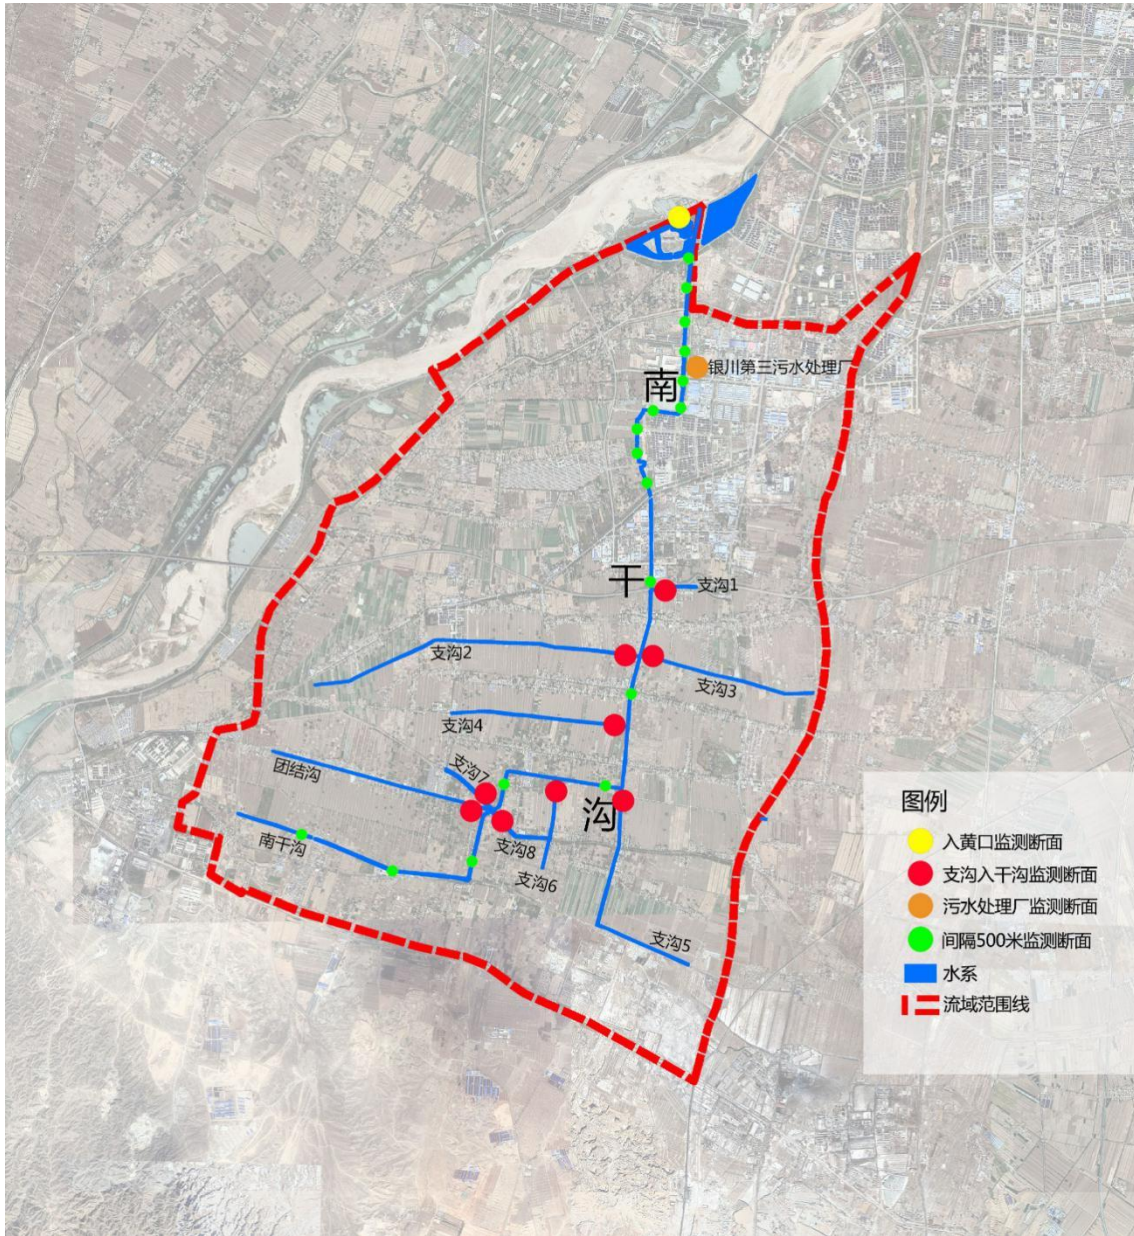 银川第三污水处理厂
南
干
支沟1
支沟2
支沟3
支沟4
团结沟
支沟7
沟
南干沟
支沟8
支沟6
支沟5
图例
入黄口监测断面
支沟入干沟监测断面
污水处理厂监测断面
间隔500米监测断面
水系
流域范围线